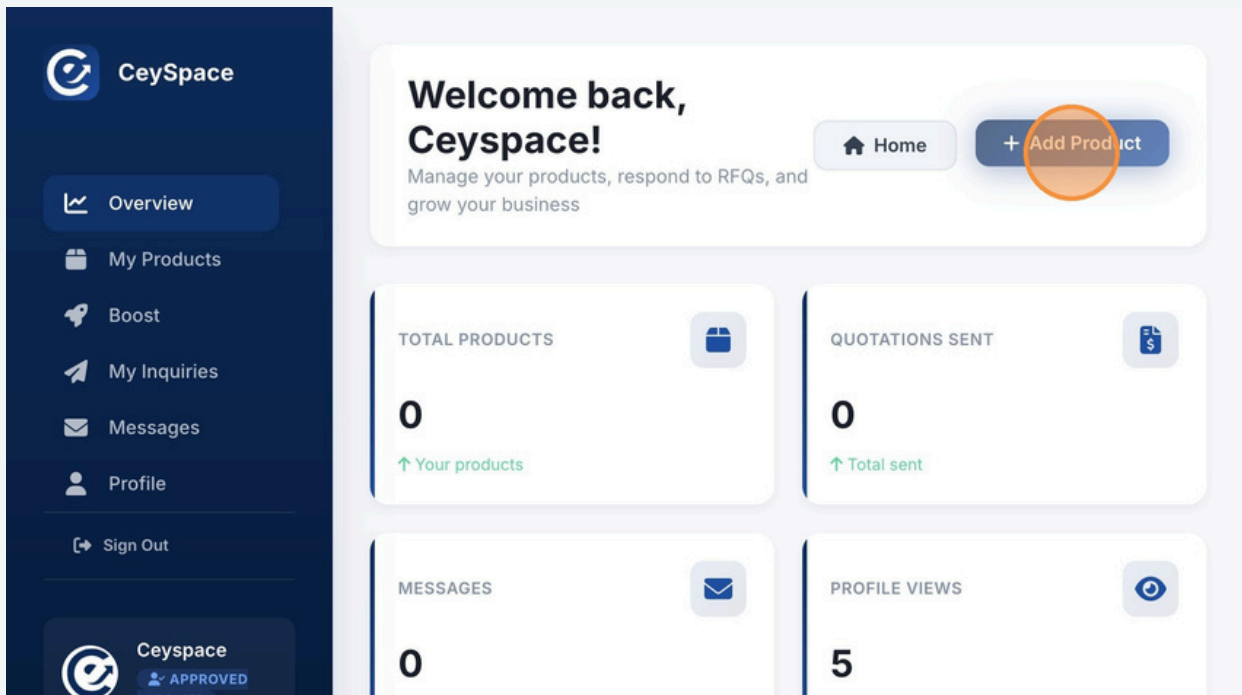 CeySpace
Overview
My Products
Boost
My Inquiries
Messages
Profile
Sign Out
Ceyspace
APPROVED
Welcome back,
Ceyspace!
Manage your products, respond to RFQs, and
grow your business
Home
+ Add Product
TOTAL PRODUCTS
0
↑ Your products
QUOTATIONS SENT
0
↑ Total sent
MESSAGES
0
PROFILE VIEWS
5